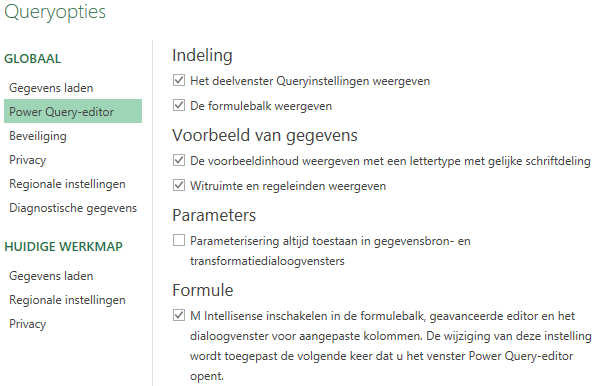 Queryopties
GLOBAAL
Gegevens laden
Power Query-editor
Beveiliging
Privacy
Regionale instellingen
Diagnostische gegevens
HUIDIGE WERKMAP
Gegevens laden
Regionale instellingen
Privacy
Indeling
Het deelvenster Queryinstellingen weergeven
De formulebalk weergeven
Voorbeeld van gegevens
De voorbeeldinhoud weergeven met een lettertype met gelijke schriftdeling
Witruimte en regeleinden weergeven
Parameters
Parameterisering altijd toestaan in gegevensbron- en
transformatiedialoogvensters
Formule
M Intellisense inschakelen in de formulebalk, geavanceerde editor en het
dialoogvenster voor aangepaste kolommen. De wijziging van deze instelling
wordt toegepast de volgende keer dat u het venster Power Query-editor
opent.